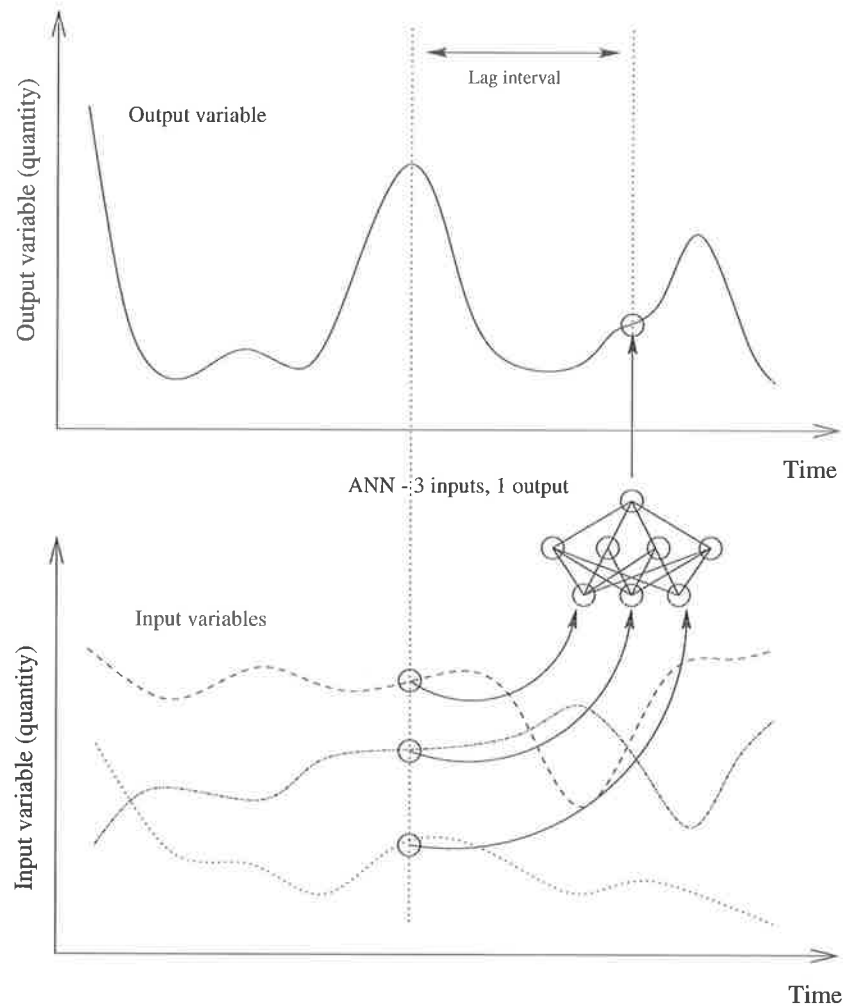 Output variable (quantity)
Output variable
Lag interval
Time
ANN - 3 inputs, 1 output
Input variable (quantity)
Input variables
Time